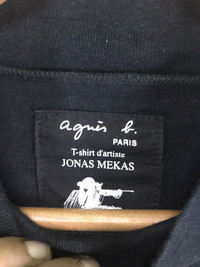 agnès b.
PARIS
T-shirt d'artiste
JONAS MEKAS